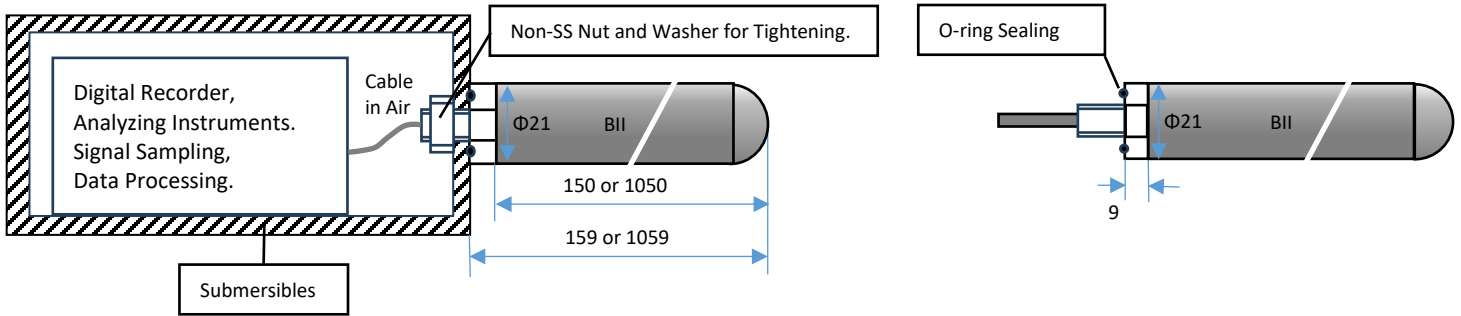 Non-SS Nut and Washer for Tightening.
O-ring Sealing
Digital Recorder,
Analyzing Instruments.
Signal Sampling,
Data Processing.
Cable
in Air
Φ21
BII
150 or 1050
159 or 1059
Submersibles
Φ21
BII
9